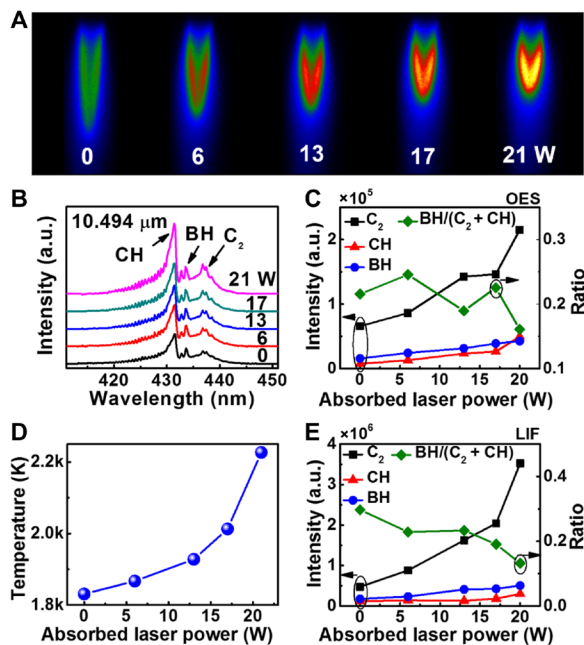 A
0
6
13
17
21 W
B
10.494 μm
CH
BH
C₂
21 W
17
13
6
0
Intensity (a.u.)
420
430
440
450
Wavelength (nm)
C
×10⁵
OES
C₂
BH/(C₂ + CH)
CH
BH
2
1
0
0.3
0.2
0.1
Intensity (a.u.)
Ratio
0
5
10
15
20
Absorbed laser power (W)
D
2.2k
2.0k
1.8k
Temperature (K)
0
5
10
15
20
Absorbed laser power (W)
E
×10⁶
LIF
C₂
BH/(C₂ + CH)
CH
BH
4
3
2
1
0
0.4
0.2
0.0
Intensity (a.u.)
Ratio
0
5
10
15
20
Absorbed laser power (W)